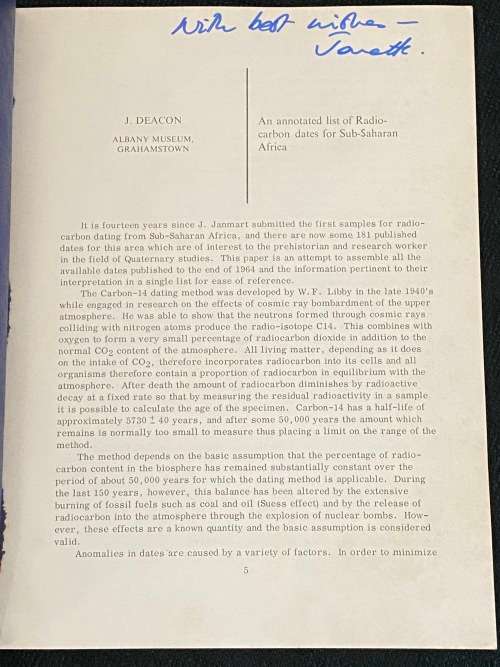 With best wishes –
Janette.
J. DEACON
ALBANY MUSEUM,
GRAHAMSTOWN
An annotated list of Radio-
carbon dates for Sub-Saharan
Africa
It is fourteen years since J. Janmart submitted the first samples for radio-
carbon dating from Sub-Saharan Africa, and there are now some 181 published
dates for this area which are of interest to the prehistorian and research worker
in the field of Quaternary studies. This paper is an attempt to assemble all the
available dates published to the end of 1964 and the information pertinent to their
interpretation in a single list for ease of reference.
The Carbon-14 dating method was developed by W. F. Libby in the late 1940's
while engaged in research on the effects of cosmic ray bombardment of the upper
atmosphere. He was able to show that the neutrons formed through cosmic rays
colliding with nitrogen atoms produce the radio-isotope C14. This combines with
oxygen to form a very small percentage of radiocarbon dioxide in addition to the
normal CO₂ content of the atmosphere. All living matter, depending as it does
on the intake of CO₂, therefore incorporates radiocarbon into its cells and all
organisms therefore contain a proportion of radiocarbon in equilibrium with the
atmosphere. After death the amount of radiocarbon diminishes by radioactive
decay at a fixed rate so that by measuring the residual radioactivity in a sample
it is possible to calculate the age of the specimen. Carbon-14 has a half-life of
approximately 5730 ± 40 years, and after some 50,000 years the amount which
remains is normally too small to measure thus placing a limit on the range of the
method.
The method depends on the basic assumption that the percentage of radio-
carbon content in the biosphere has remained substantially constant over the
period of about 50,000 years for which the dating method is applicable. During
the last 150 years, however, this balance has been altered by the extensive
burning of fossil fuels such as coal and oil (Suess effect) and by the release of
radiocarbon into the atmosphere through the explosion of nuclear bombs. How-
ever, these effects are a known quantity and the basic assumption is considered
valid.
Anomalies in dates are caused by a variety of factors. In order to minimize
5